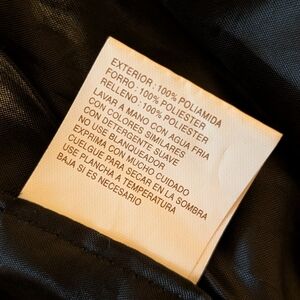 EXTERIOR: 100% POLIAMIDA
FORRO: 100% POLIESTER
RELLENO: 100% POLIESTER
LAVAR A MANO CON AGUA FRIA
CON COLORES SIMILARES
CON DETERGENTE SUAVE
NO USE BLANQUEADOR
EXPRIMA CON MUCHO CUIDADO
CUELGUE PARA SECAR EN LA SOMBRA
USE PLANCHA A TEMPERATURA
BAJA SI ES NECESARIO